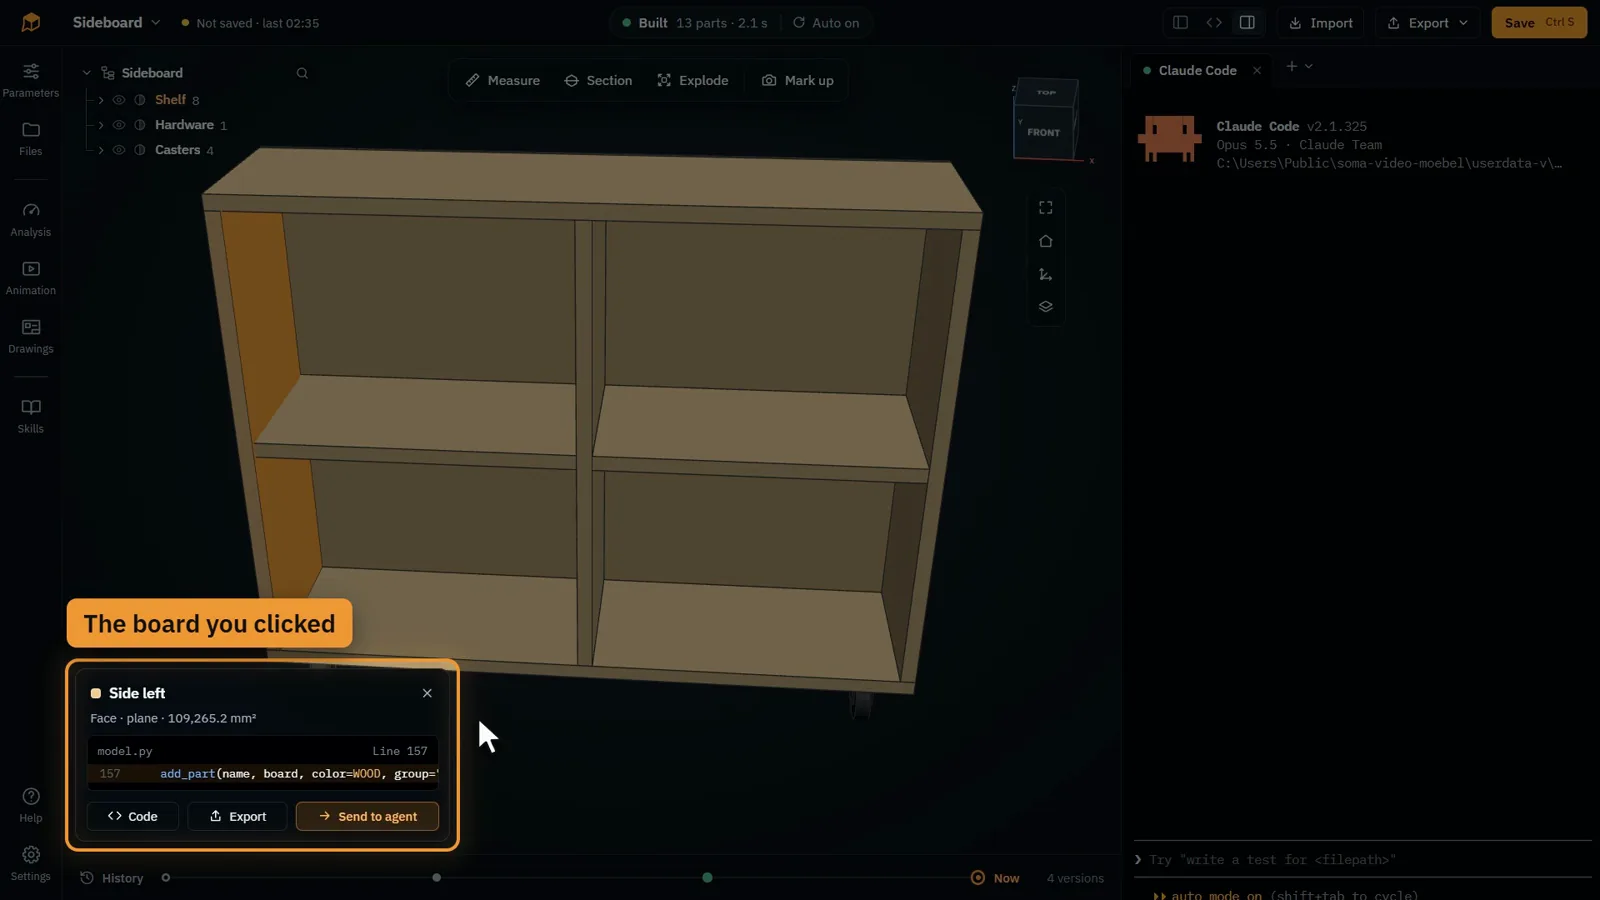 Sideboard
Not saved · last 02:35
Built 13 parts · 2.1 s
Auto on
Import
Export
Save Ctrl S
Parameters
Files
Analysis
Animation
Drawings
Skills
Help
Settings
Sideboard
Shelf 8
Hardware 1
Casters 4
Measure
Section
Explode
Mark up
TOP
FRONT
Z
Y
X
Claude Code
Claude Code v2.1.325
Opus 5.5 · Claude Team
C:\Users\Public\soma-video-moebel\userdata-v\…
The board you clicked
Side left
Face · plane · 109,265.2 mm²
model.py Line 157
157 add_part(name, board, color=WOOD, group='
Code
Export
Send to agent
History
Now
4 versions
❯ Try "write a test for <filepath>"
auto mode on (shift+tab to cycle)